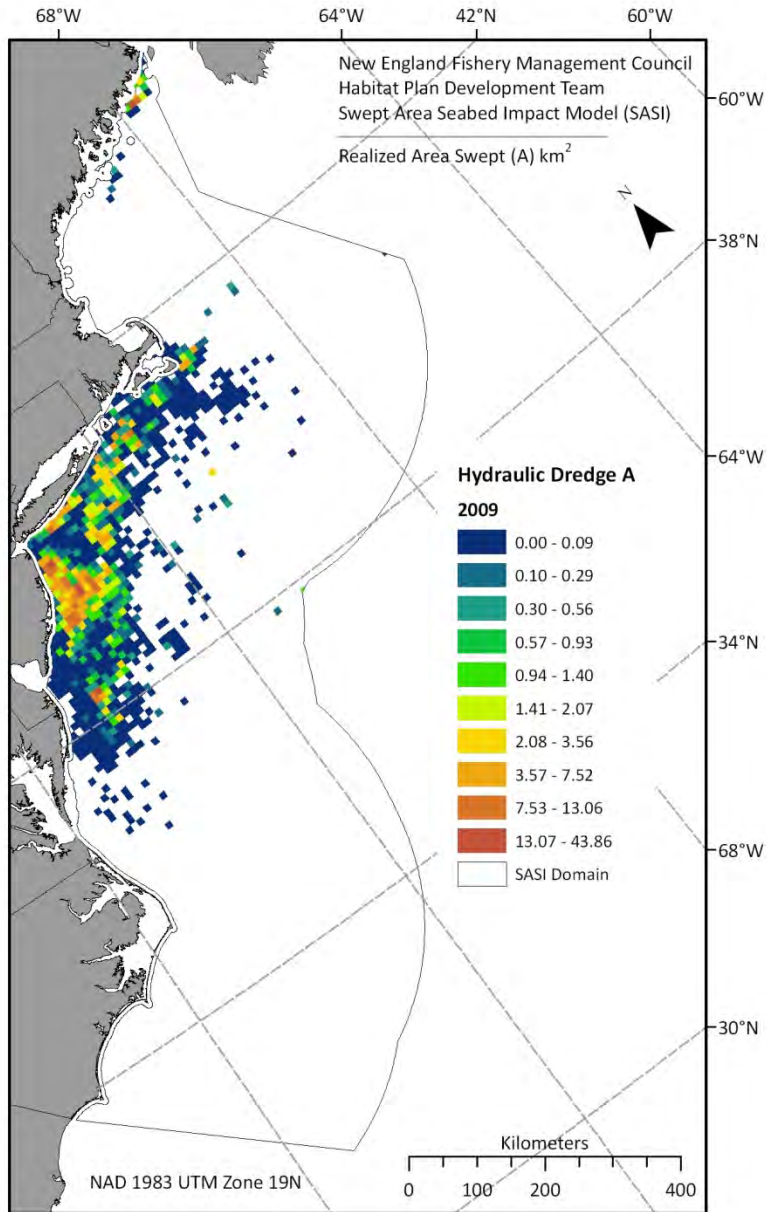 68°W 64°W 42°N 60°W
New England Fishery Management Council
Habitat Plan Development Team
Swept Area Seabed Impact Model (SASI)
Realized Area Swept (A) km²
60°W
N
38°N
64°W
Hydraulic Dredge A
2009
0.00 - 0.09
0.10 - 0.29
0.30 - 0.56
0.57 - 0.93
0.94 - 1.40
1.41 - 2.07
2.08 - 3.56
3.57 - 7.52
7.53 - 13.06
13.07 - 43.86
SASI Domain
34°N
68°W
30°N
Kilometers
0 100 200 400
NAD 1983 UTM Zone 19N